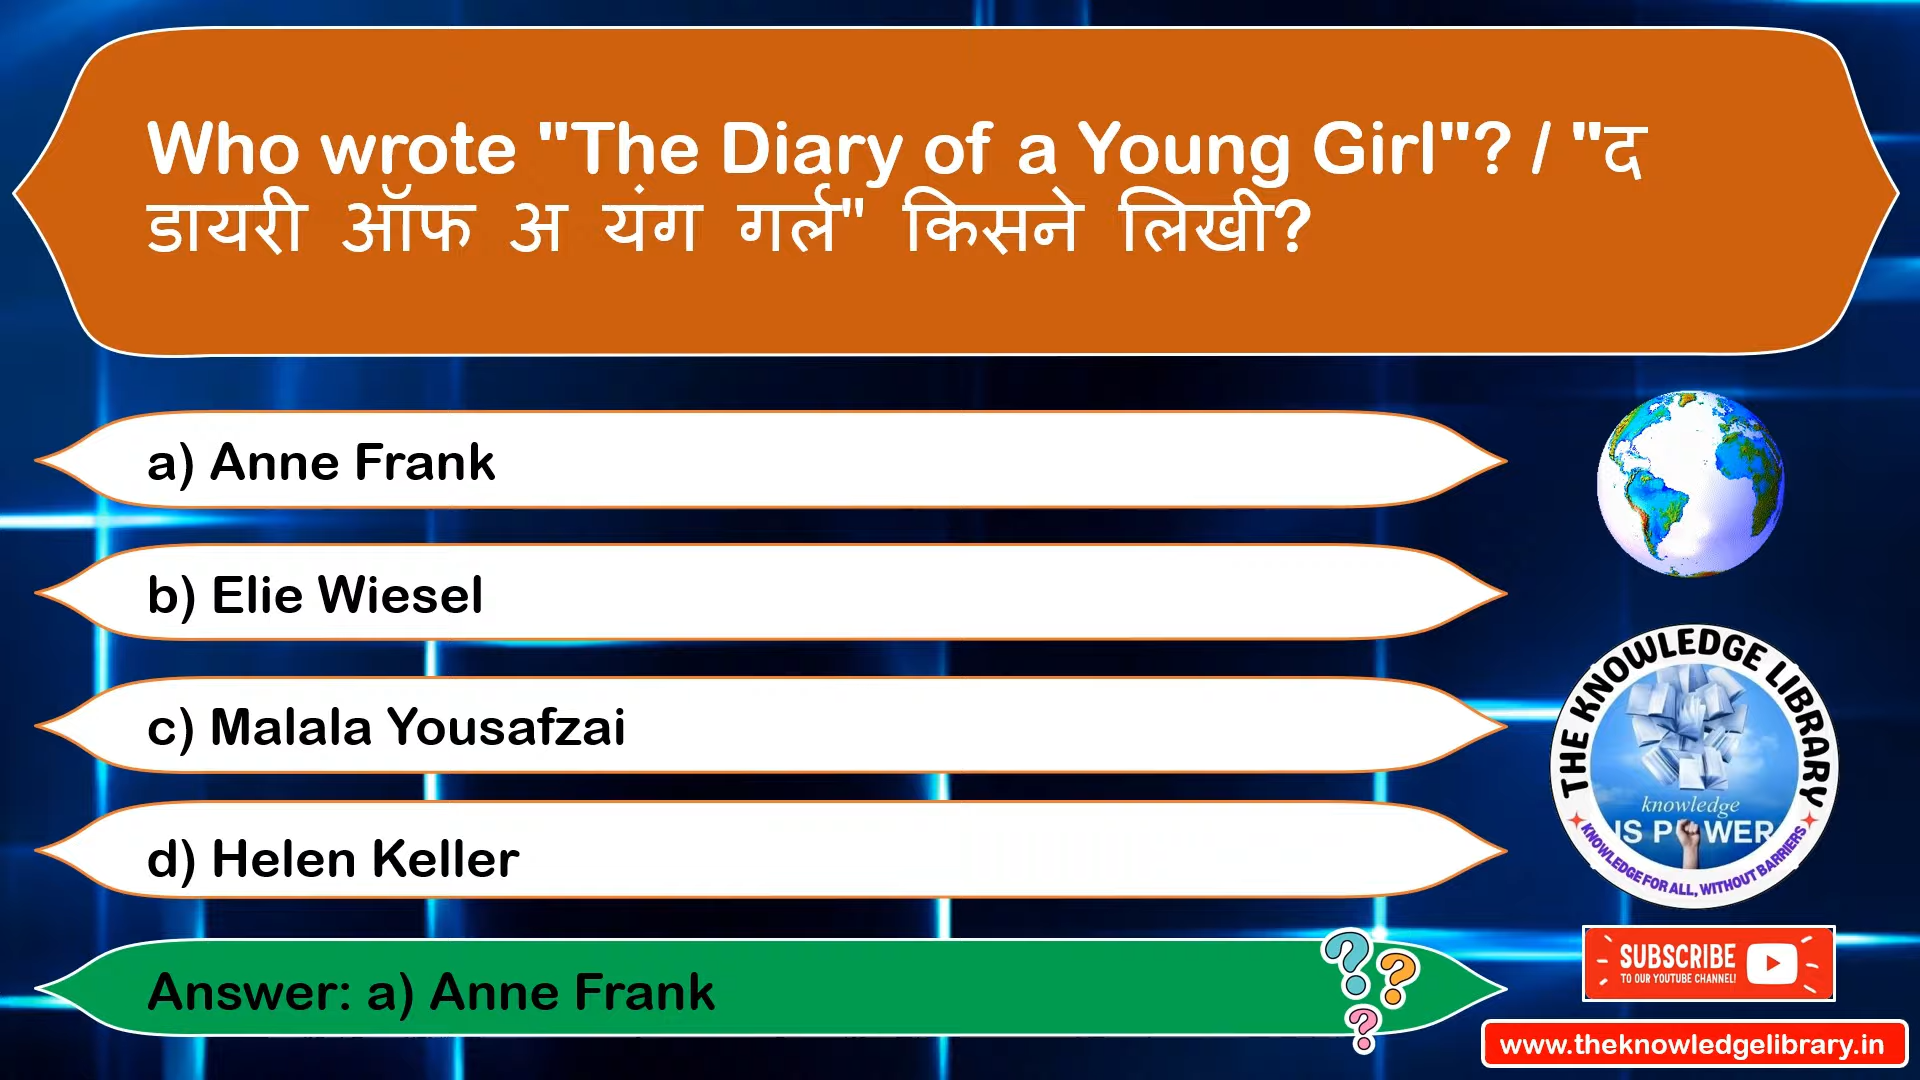 Who wrote "The Diary of a Young Girl"? / "द
डायरी ऑफ अ यंग गर्ल" किसने लिखी?
a) Anne Frank
b) Elie Wiesel
c) Malala Yousafzai
d) Helen Keller
Answer: a) Anne Frank
THE KNOWLEDGE LIBRARY
knowledge
IS POWER
KNOWLEDGE FOR ALL, WITHOUT BARRIERS
SUBSCRIBE
TO OUR YOUTUBE CHANNEL!
www.theknowledgelibrary.in